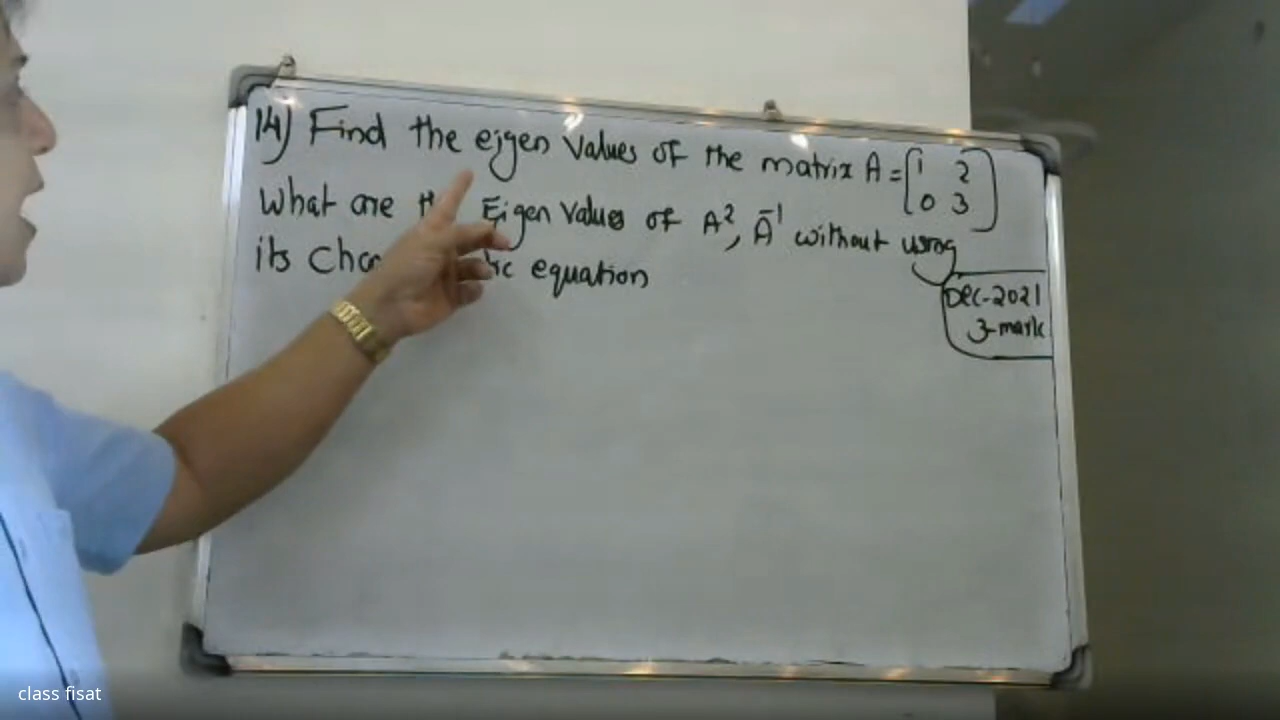 14) Find the eigen values of the matrix A = [1 2
0 3]
What are the Eigen values of A², A⁻¹ without using
its equation
Dec-2021
3-mark
class fisat